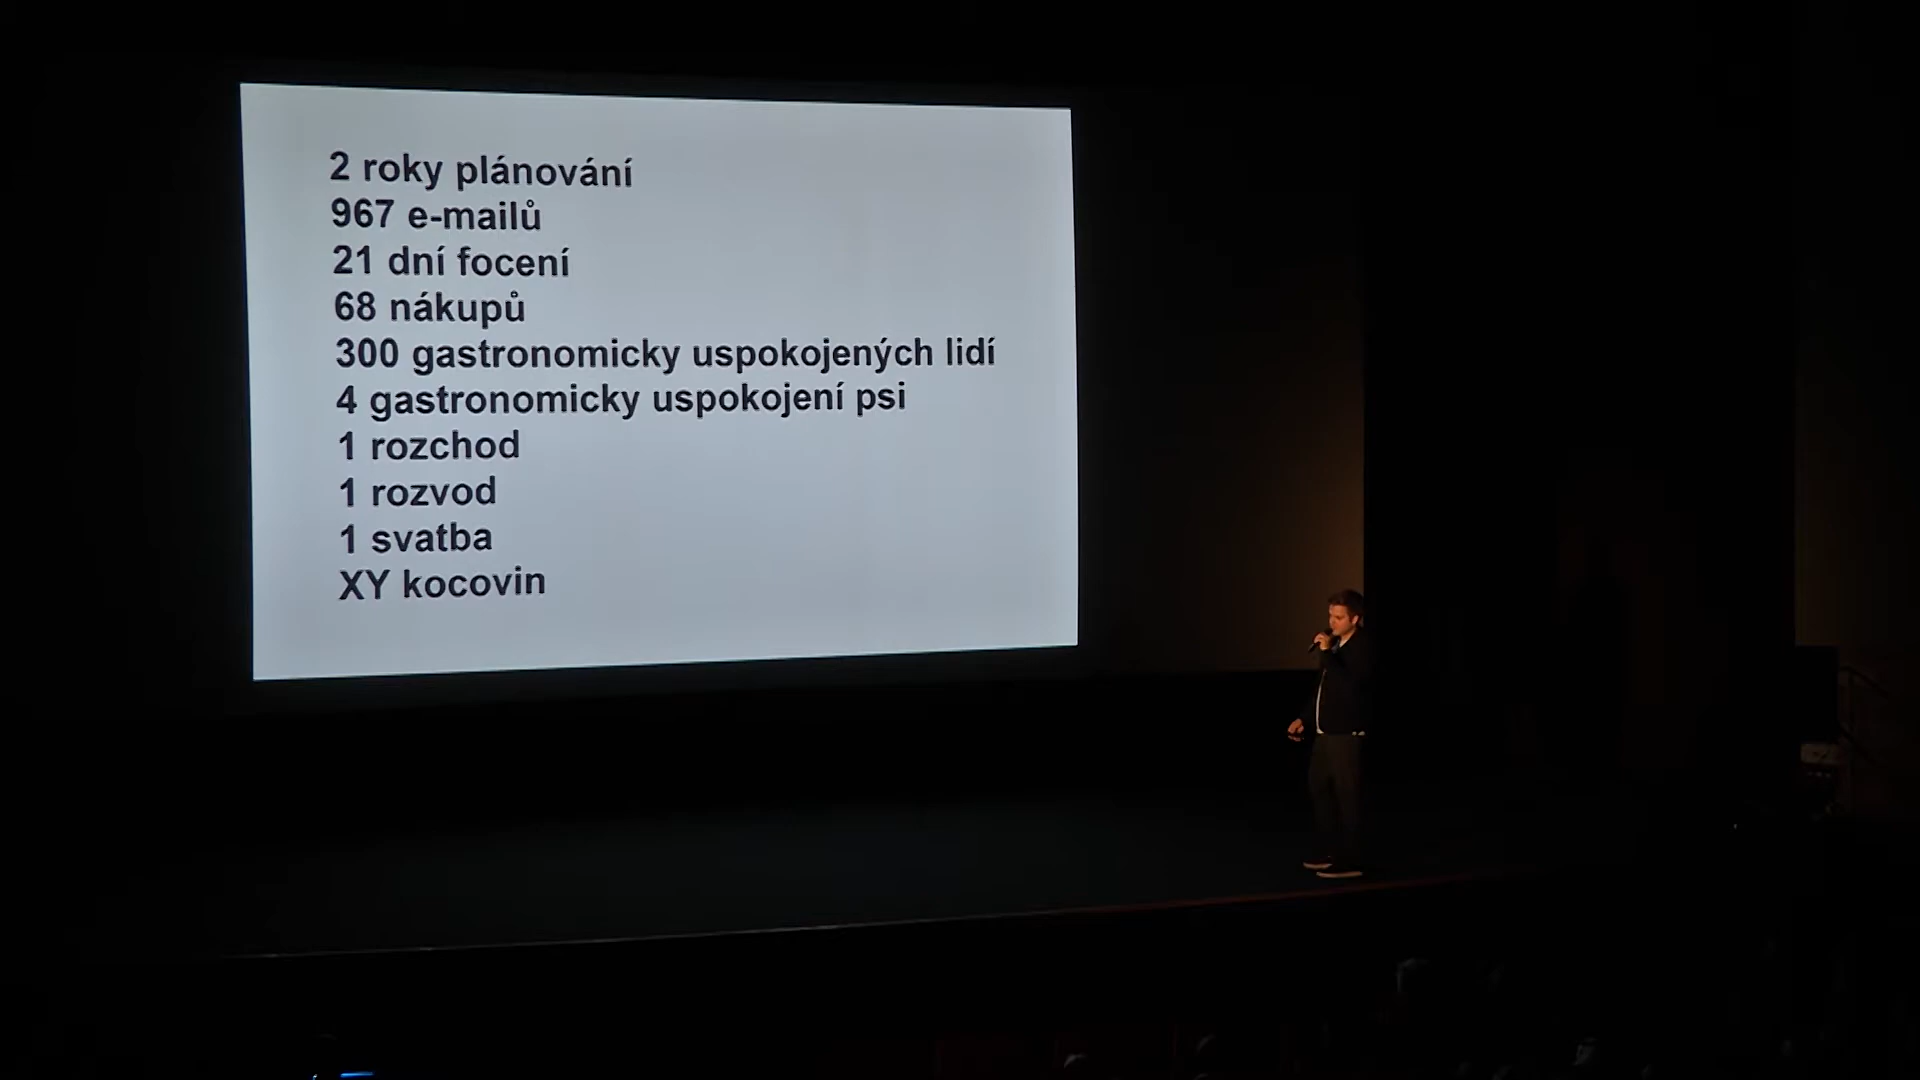 2 roky plánování
967 e-mailů
21 dní focení
68 nákupů
300 gastronomicky uspokojených lidí
4 gastronomicky uspokojení psi
1 rozchod
1 rozvod
1 svatba
XY kocovin